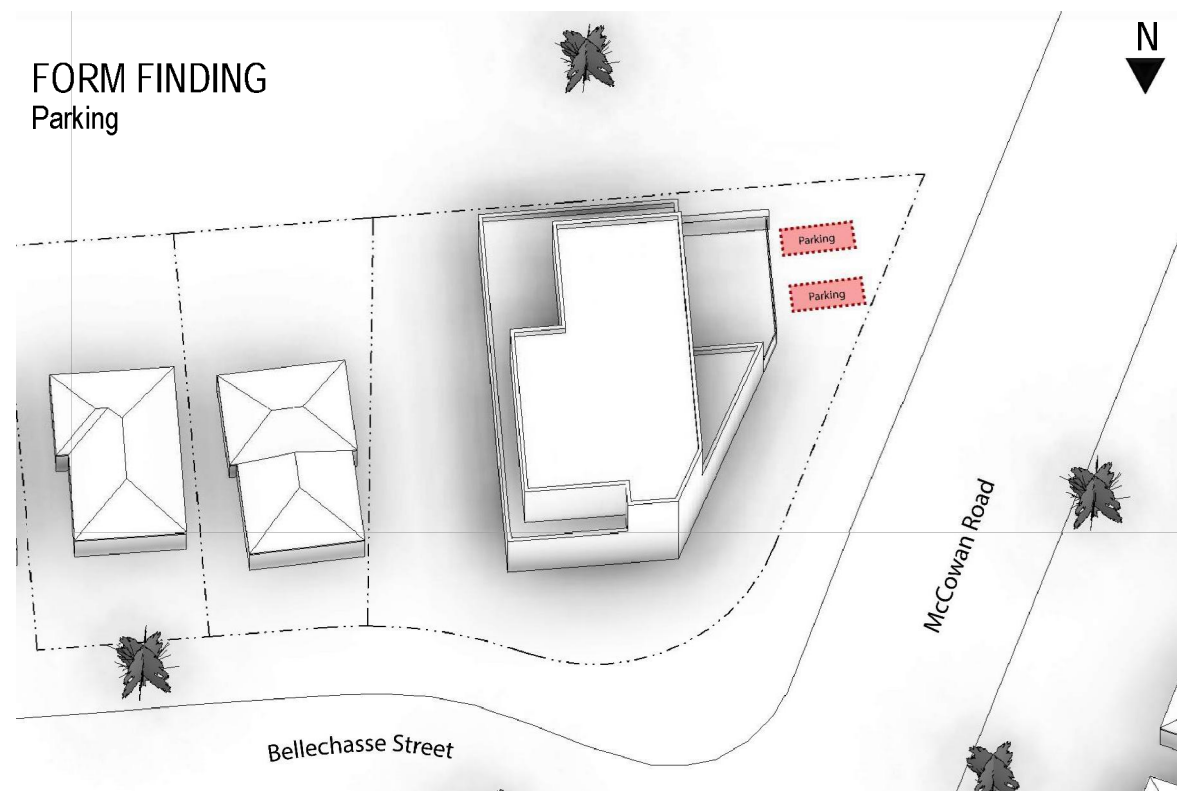 FORM FINDING
Parking
N
Parking
Parking
McCowan Road
Bellechasse Street